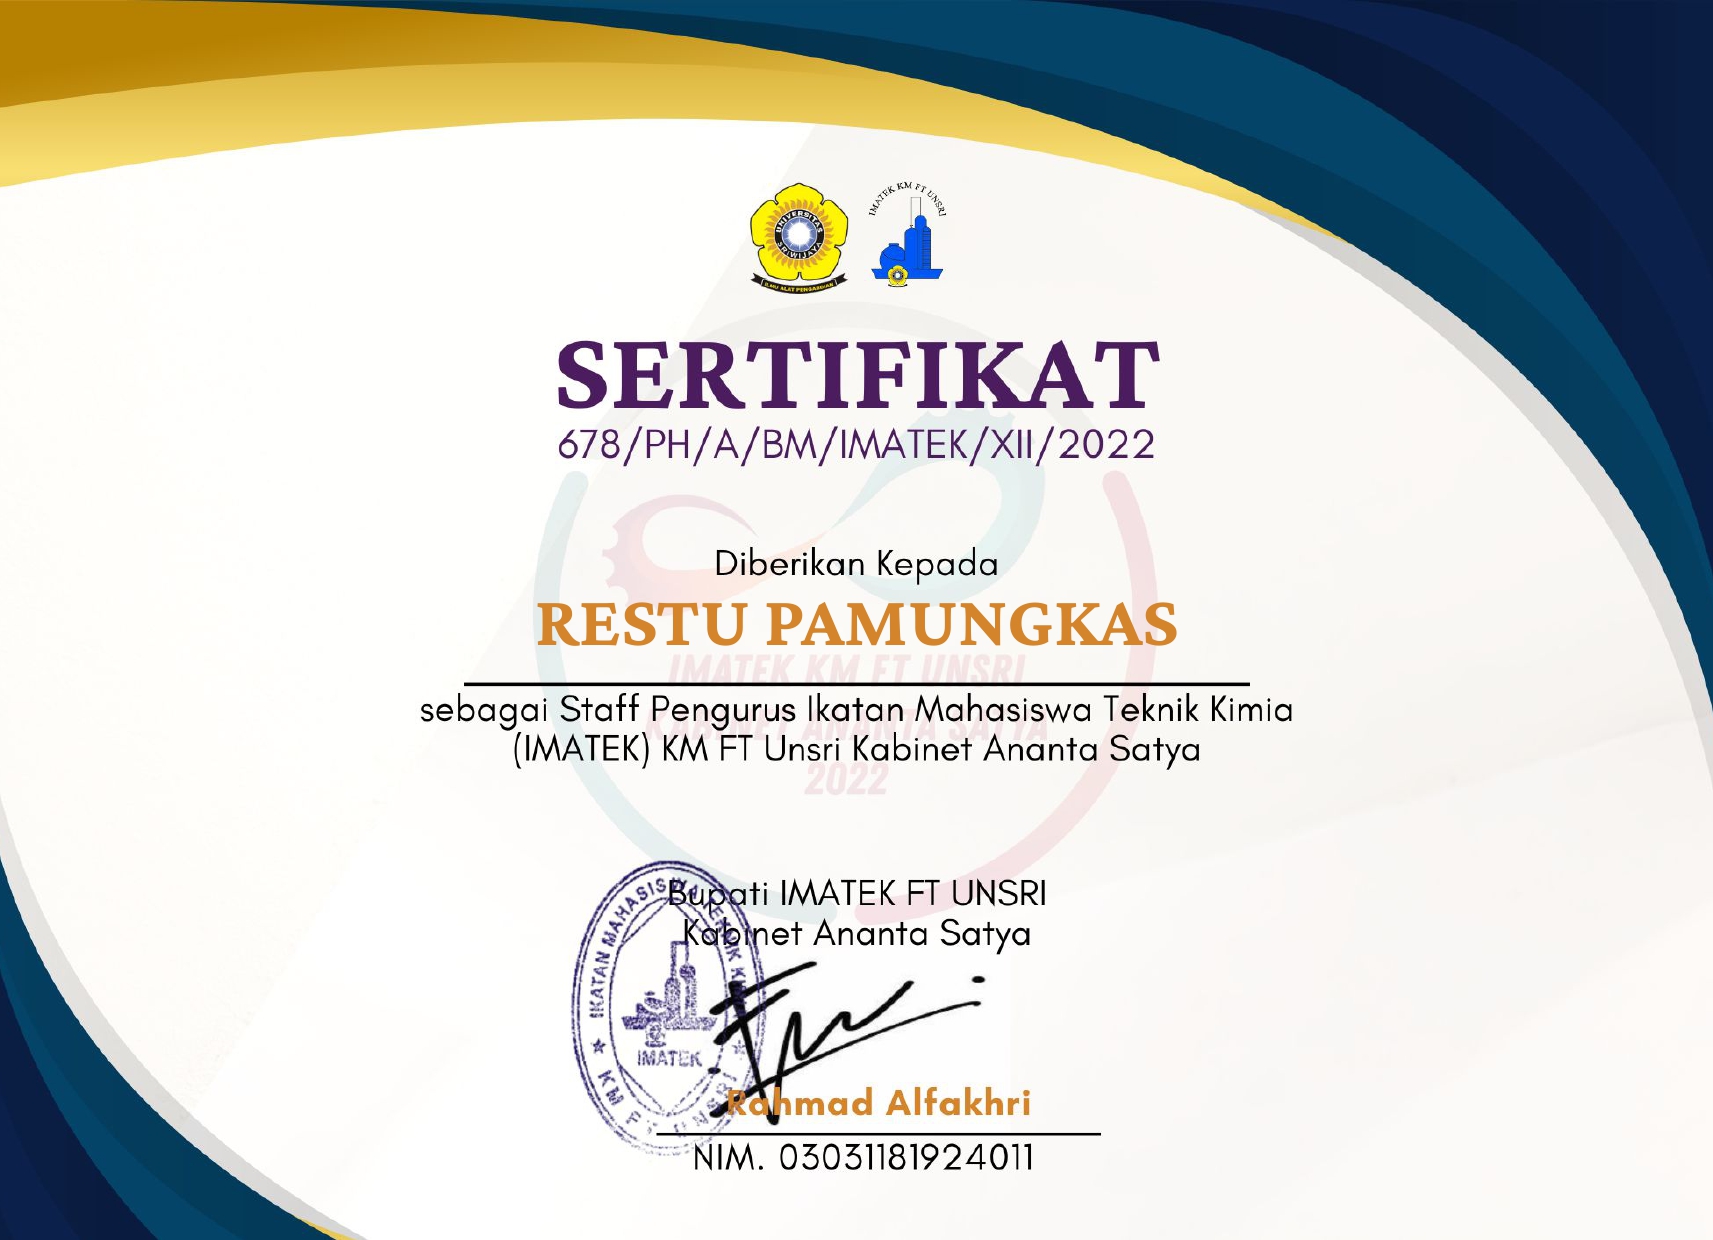 UNIVERSITAS
SRIWIJAYA
ILMU ALAT PENGABDIAN
IMATEK KM FT UNSRI
SERTIFIKAT
678/PH/A/BM/IMATEK/XII/2022
Diberikan Kepada
RESTU PAMUNGKAS
IMATEK KM FT UNSRI
sebagai Staff Pengurus Ikatan Mahasiswa Teknik Kimia
KABINET ANANTA SATYA
(IMATEK) KM FT Unsri Kabinet Ananta Satya
2022
Bupati IMATEK FT UNSRI
Kabinet Ananta Satya
IKATAN MAHASISWA TEKNIK KIMIA
IMATEK
KM FT UNSRI
Rahmad Alfakhri
NIM. 03031181924011